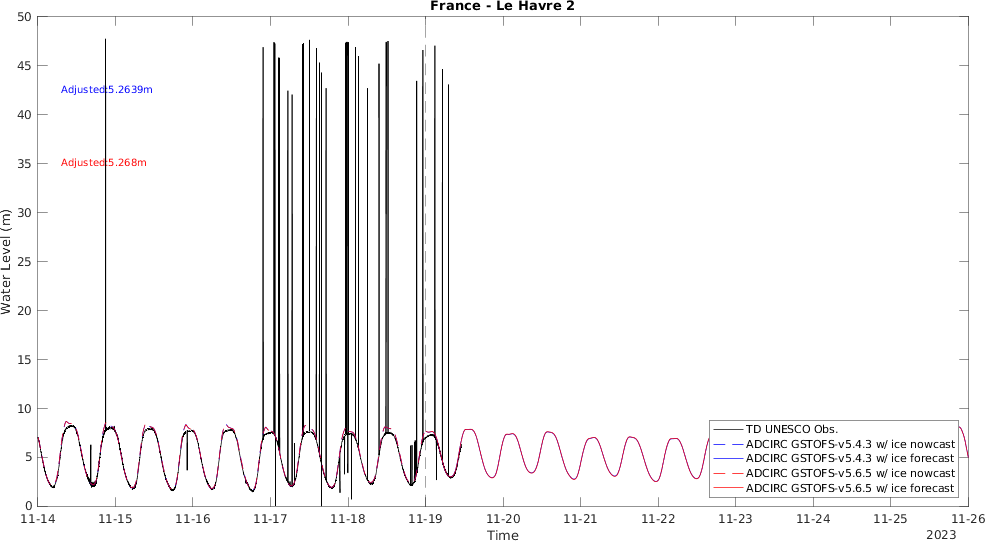 France - Le Havre 2
50
45
40
35
30
25
20
15
10
5
0
Water Level (m)
Adjusted:5.2639m
Adjusted:5.268m
TD UNESCO Obs.
ADCIRC GSTOFS-v5.4.3 w/ ice nowcast
ADCIRC GSTOFS-v5.4.3 w/ ice forecast
ADCIRC GSTOFS-v5.6.5 w/ ice nowcast
ADCIRC GSTOFS-v5.6.5 w/ ice forecast
11-14 11-15 11-16 11-17 11-18 11-19 11-20 11-21 11-22 11-23 11-24 11-25 11-26
Time
2023